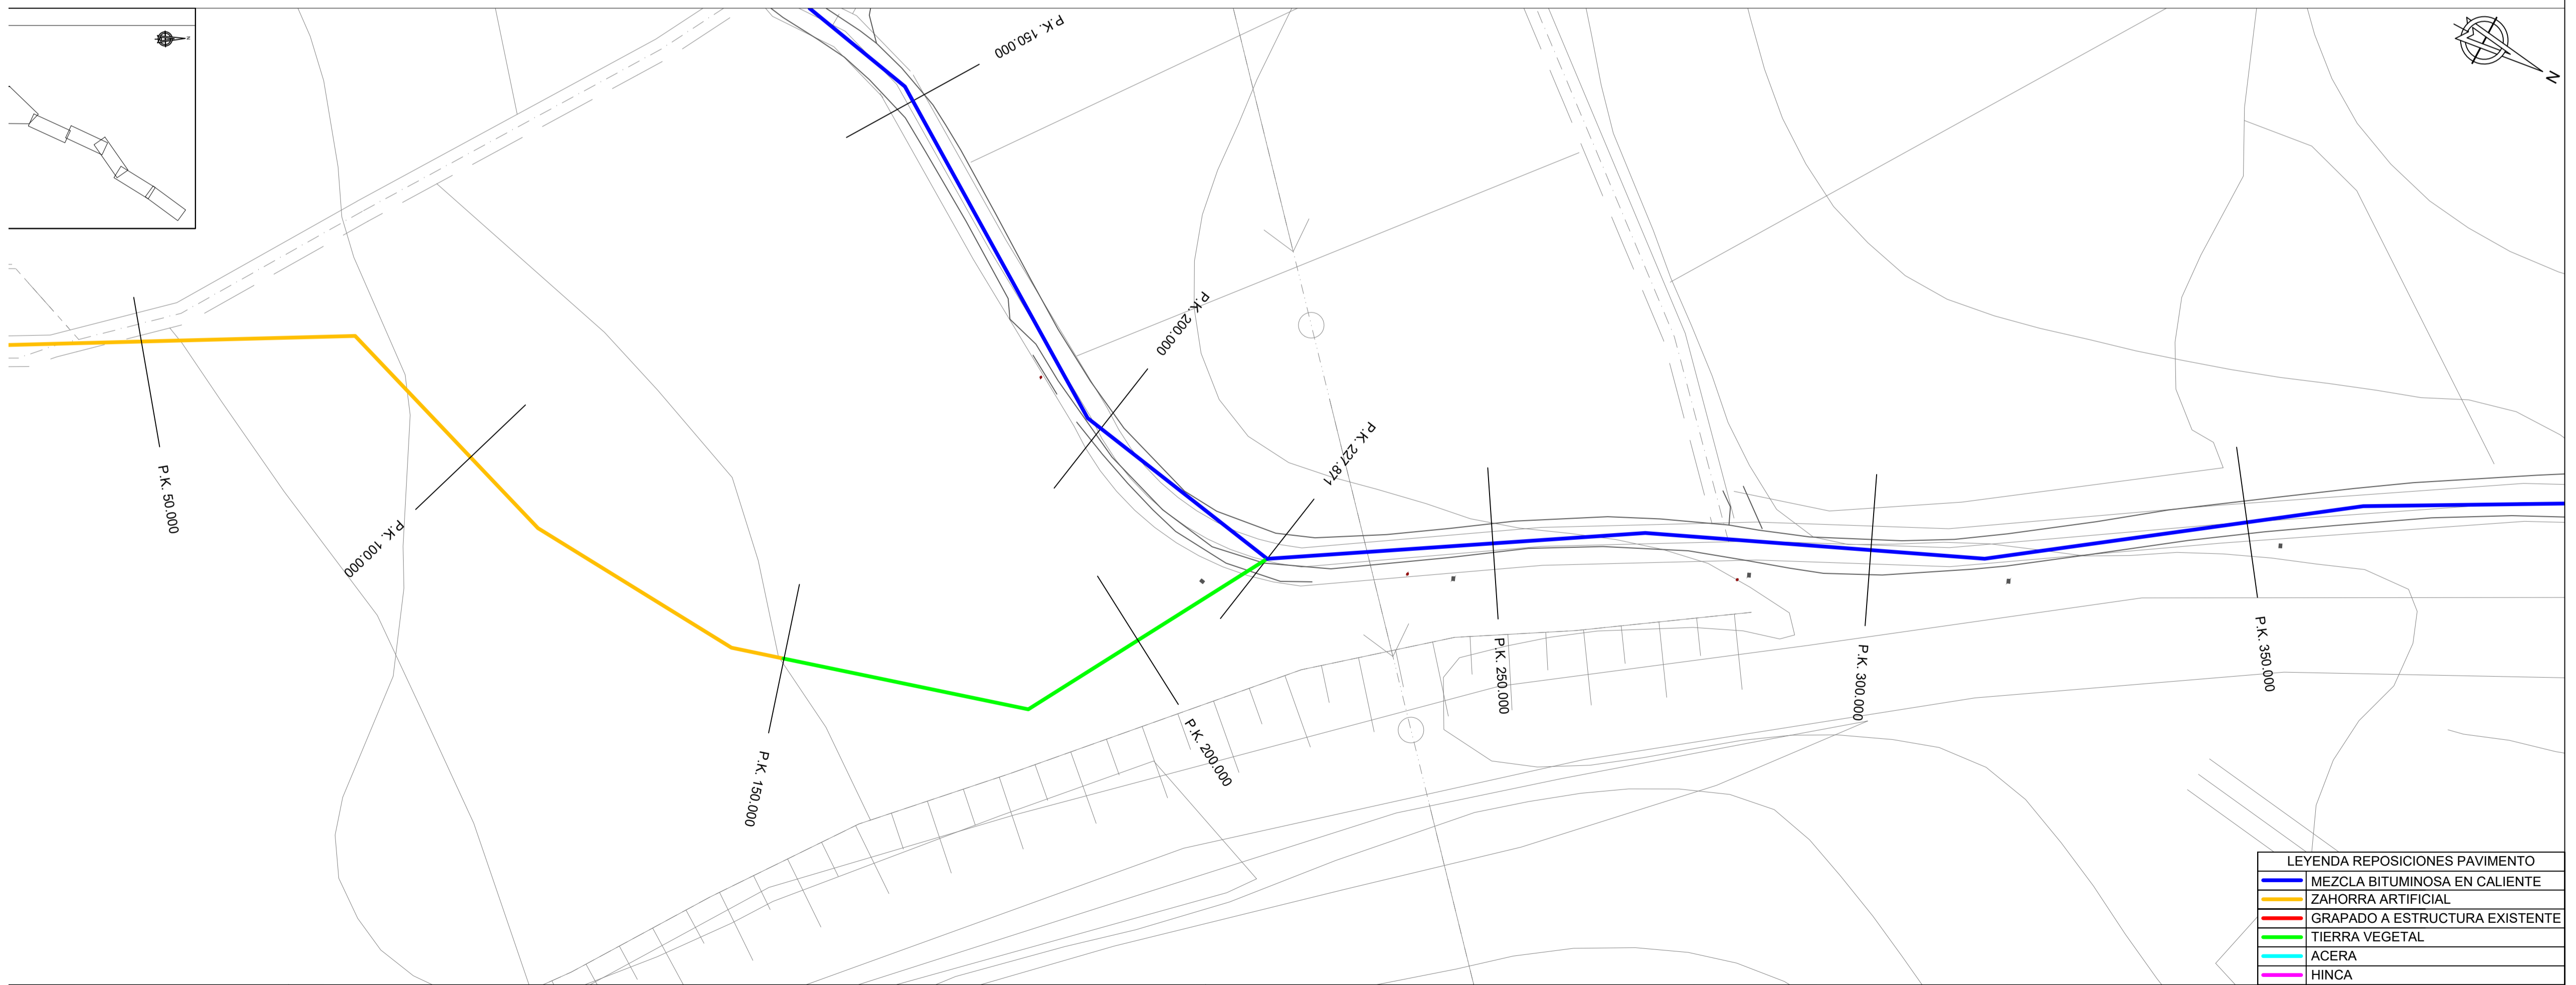 P.K. 150.000
N
N
P.K. 200.000
P.K. 227.871
P.K. 50.000
P.K. 100.000
P.K. 250.000
P.K. 300.000
P.K. 350.000
P.K. 150.000
P.K. 200.000
LEYENDA REPOSICIONES PAVIMENTO
MEZCLA BITUMINOSA EN CALIENTE
ZAHORRA ARTIFICIAL
GRAPADO A ESTRUCTURA EXISTENTE
TIERRA VEGETAL
ACERA
HINCA